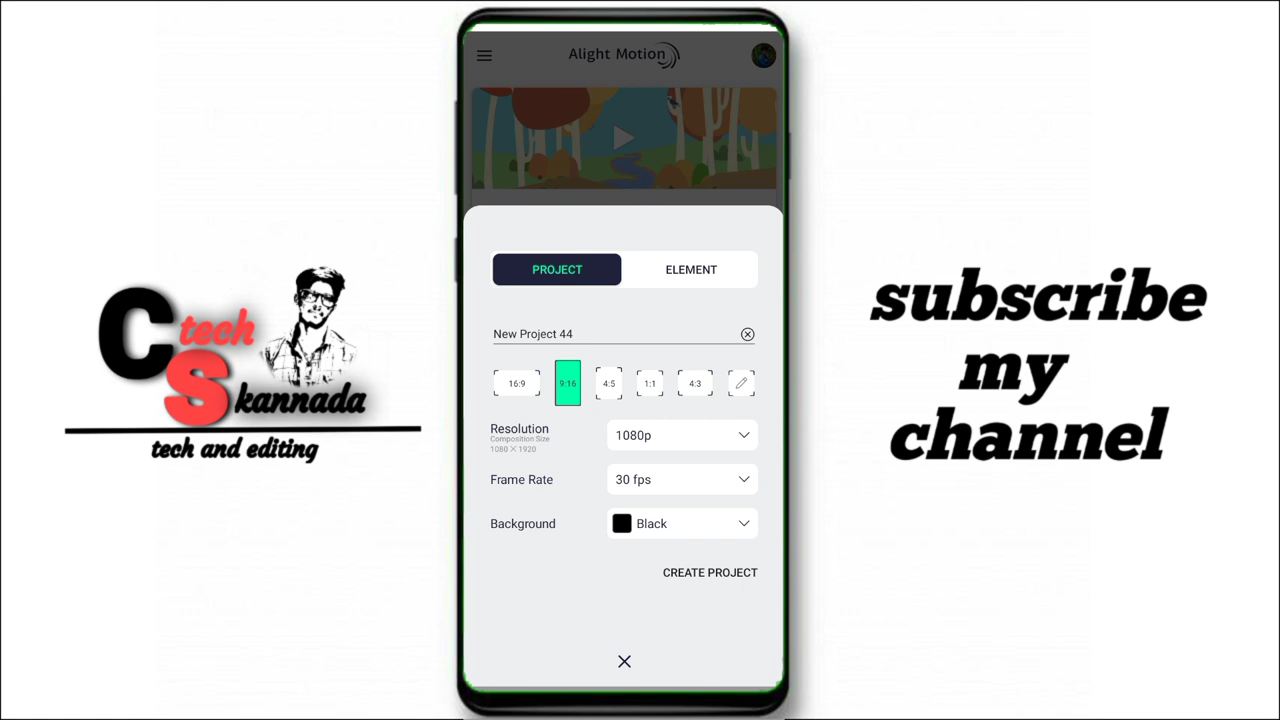 Alight Motion
PROJECT
ELEMENT
New Project 44
16:9
9:16
4:5
1:1
4:3
Resolution
Composition Size
1080 X 1920
1080p
Frame Rate
30 fps
Background
Black
CREATE PROJECT
C tech
S kannada
tech and editing
subscribe
my
channel